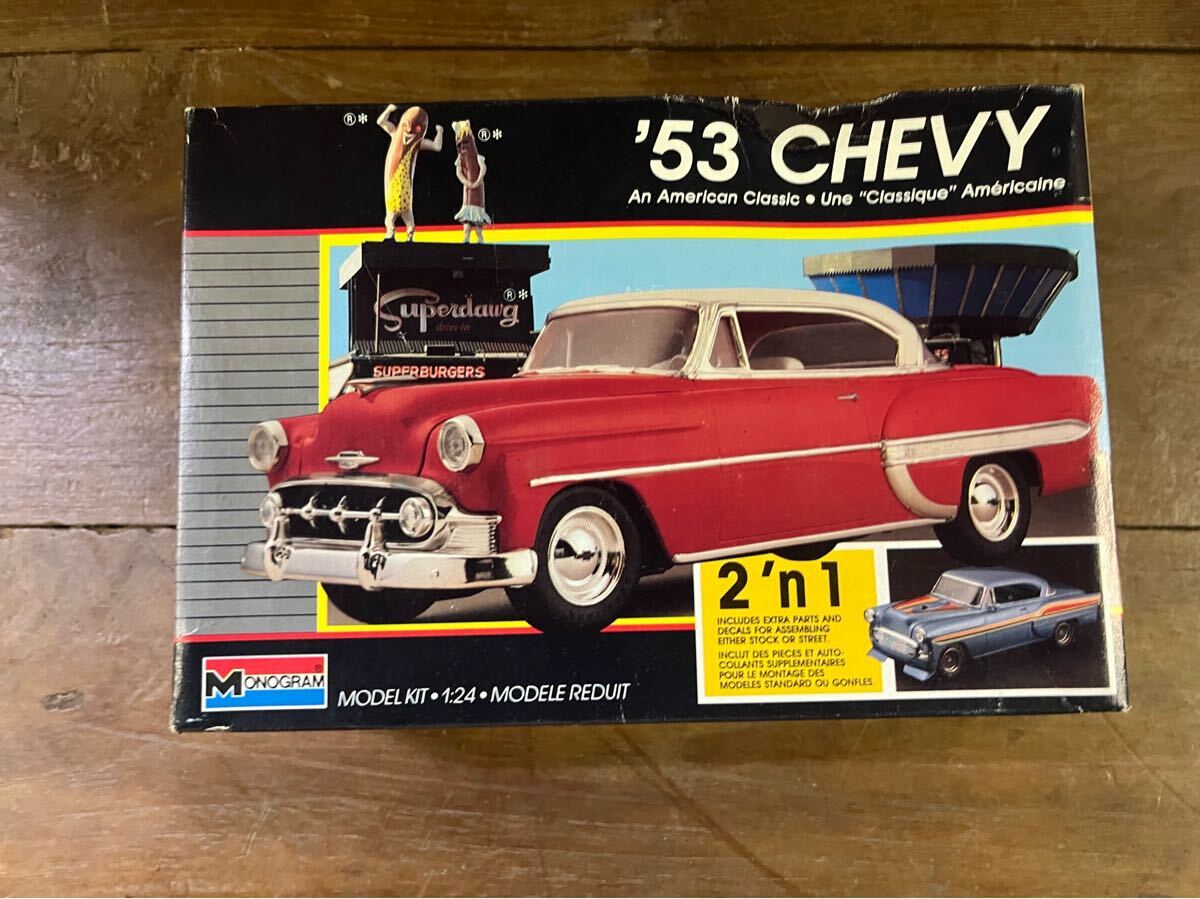 ®* ®*
'53 CHEVY
An American Classic • Une "Classique" Américaine
Superdawg ®*
drive-in
SUPERBURGERS
2 'n 1
INCLUDES EXTRA PARTS AND
DECALS FOR ASSEMBLING
EITHER STOCK OR STREET.
INCLUT DES PIECES ET AUTO-
COLLANTS SUPPLEMENTAIRES
POUR LE MONTAGE DES
MODELES STANDARD OU GONFLES.
MONOGRAM ®
MODEL KIT • 1:24 • MODELE REDUIT